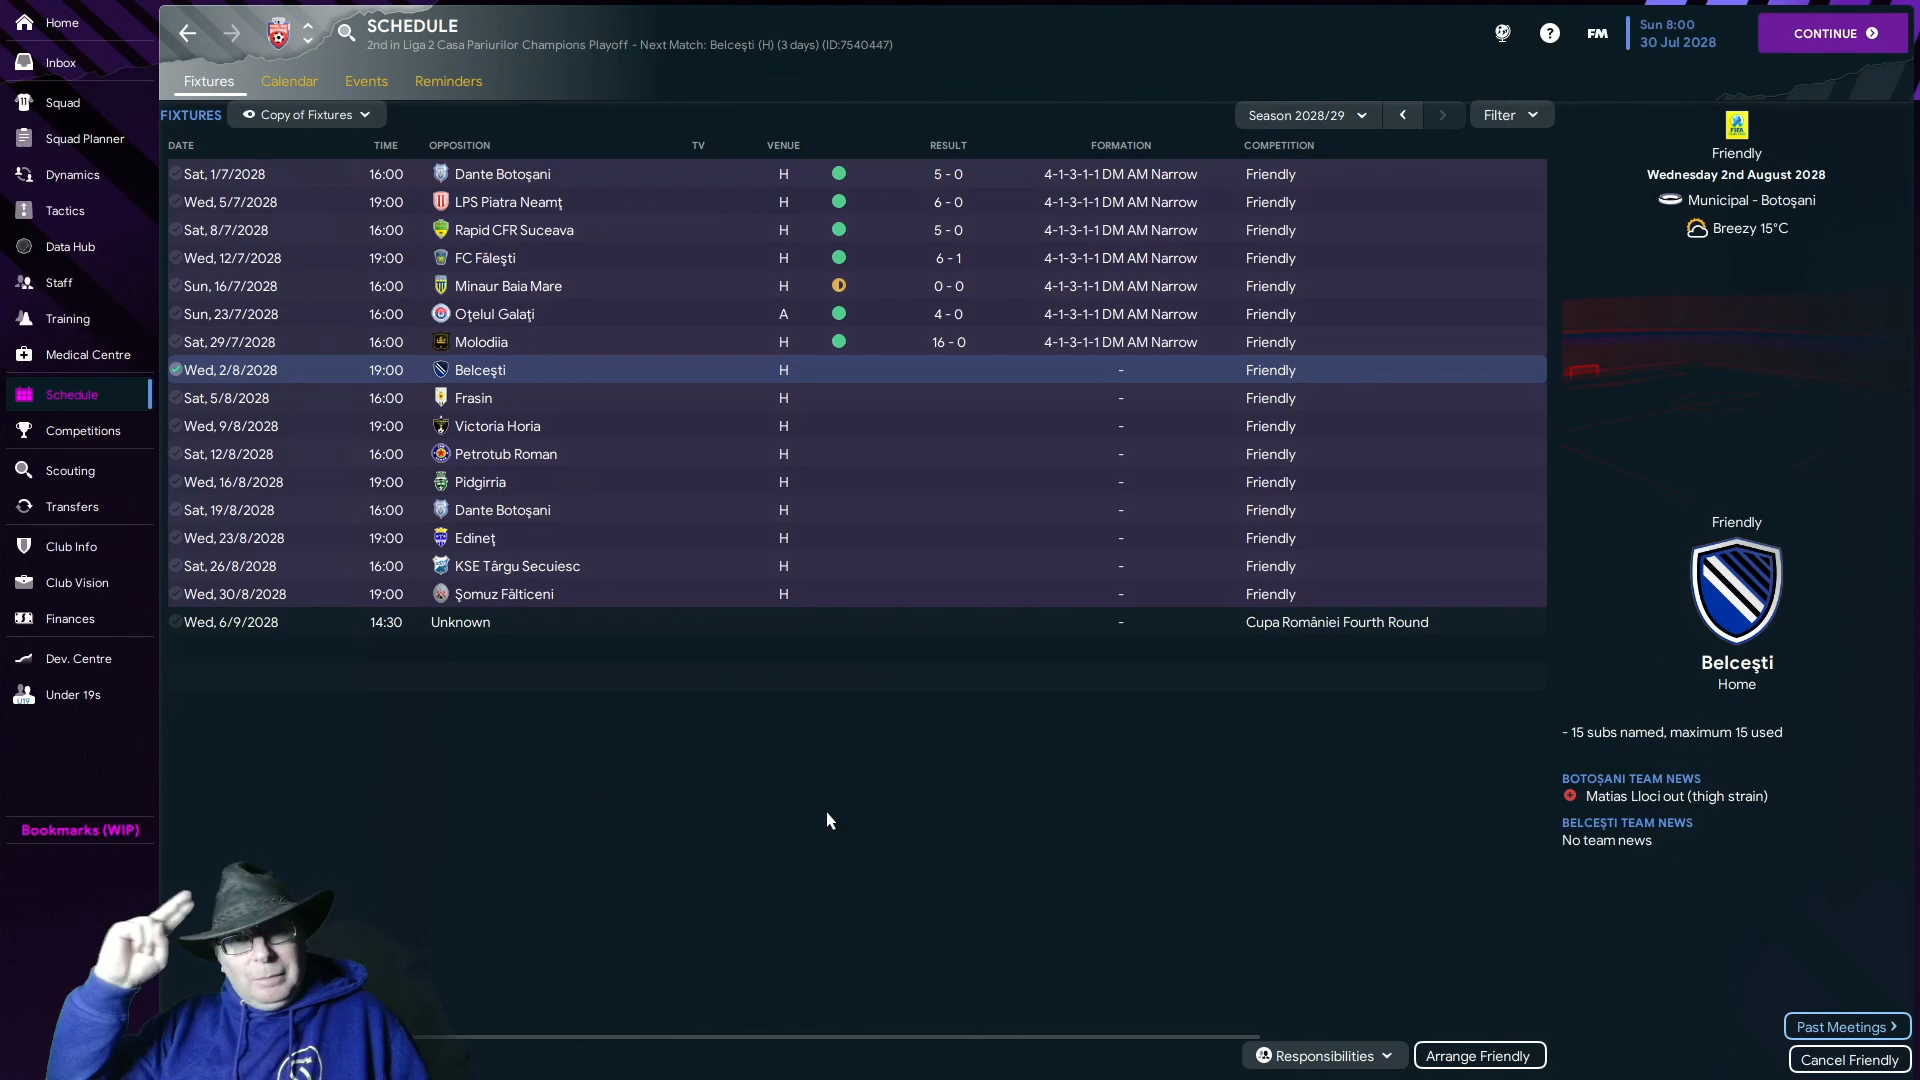 Home
Inbox
Squad
Squad Planner
Dynamics
Tactics
Data Hub
Staff
Training
Medical Centre
Schedule
Competitions
Scouting
Transfers
Club Info
Club Vision
Finances
Dev. Centre
Under 19s
Bookmarks (WIP)
SCHEDULE
2nd in Liga 2 Casa Pariurilor Champions Playoff - Next Match: Belceşti (H) (3 days) (ID:7540447)
FM
Sun 8:00
30 Jul 2028
CONTINUE
Fixtures Calendar Events Reminders
FIXTURES Copy of Fixtures Season 2028/29 Filter
DATE TIME OPPOSITION TV VENUE RESULT FORMATION COMPETITION
Sat, 1/7/2028 16:00 Dante Botoşani H 5 - 0 4-1-3-1-1 DM AM Narrow Friendly
Wed, 5/7/2028 19:00 LPS Piatra Neamţ H 6 - 0 4-1-3-1-1 DM AM Narrow Friendly
Sat, 8/7/2028 16:00 Rapid CFR Suceava H 5 - 0 4-1-3-1-1 DM AM Narrow Friendly
Wed, 12/7/2028 19:00 FC Făleşti H 6 - 1 4-1-3-1-1 DM AM Narrow Friendly
Sun, 16/7/2028 16:00 Minaur Baia Mare H 0 - 0 4-1-3-1-1 DM AM Narrow Friendly
Sun, 23/7/2028 16:00 Oţelul Galaţi A 4 - 0 4-1-3-1-1 DM AM Narrow Friendly
Sat, 29/7/2028 16:00 Molodiia H 16 - 0 4-1-3-1-1 DM AM Narrow Friendly
Wed, 2/8/2028 19:00 Belceşti H - Friendly
Sat, 5/8/2028 16:00 Frasin H - Friendly
Wed, 9/8/2028 19:00 Victoria Horia H - Friendly
Sat, 12/8/2028 16:00 Petrotub Roman H - Friendly
Wed, 16/8/2028 19:00 Pidgirria H - Friendly
Sat, 19/8/2028 16:00 Dante Botoşani H - Friendly
Wed, 23/8/2028 19:00 Edineţ H - Friendly
Sat, 26/8/2028 16:00 KSE Târgu Secuiesc H - Friendly
Wed, 30/8/2028 19:00 Şomuz Fălticeni H - Friendly
Wed, 6/9/2028 14:30 Unknown - Cupa României Fourth Round
Friendly
Wednesday 2nd August 2028
Municipal - Botoşani
Breezy 15°C
Friendly
Belceşti
Home
- 15 subs named, maximum 15 used
BOTOŞANI TEAM NEWS
Matias Lloci out (thigh strain)
BELCEŞTI TEAM NEWS
No team news
Past Meetings
Responsibilities Arrange Friendly Cancel Friendly